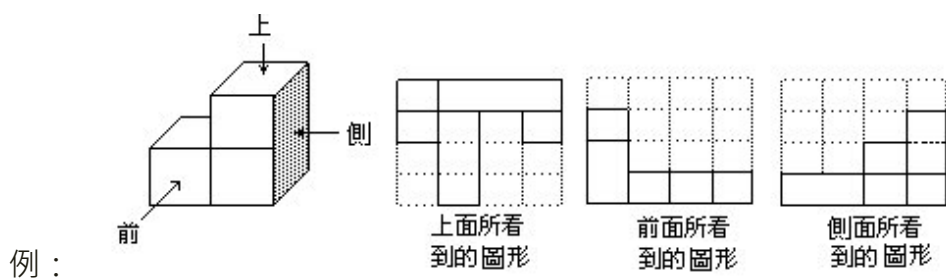 上
側
前
例：
上面所看
到的圖形
前面所看
到的圖形
側面所看
到的圖形